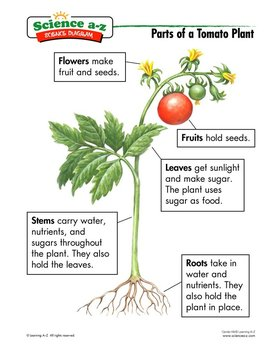 Science a-z
SCIENCE DIAGRAM
Parts of a Tomato Plant
Flowers make
fruit and seeds.
Fruits hold seeds.
Leaves get sunlight
and make sugar.
The plant uses
sugar as food.
Stems carry water,
nutrients, and
sugars throughout
the plant. They also
hold the leaves.
Roots take in
water and
nutrients. They
also hold the
plant in place.
© Learning A–Z  All rights reserved.
www.sciencea-z.com